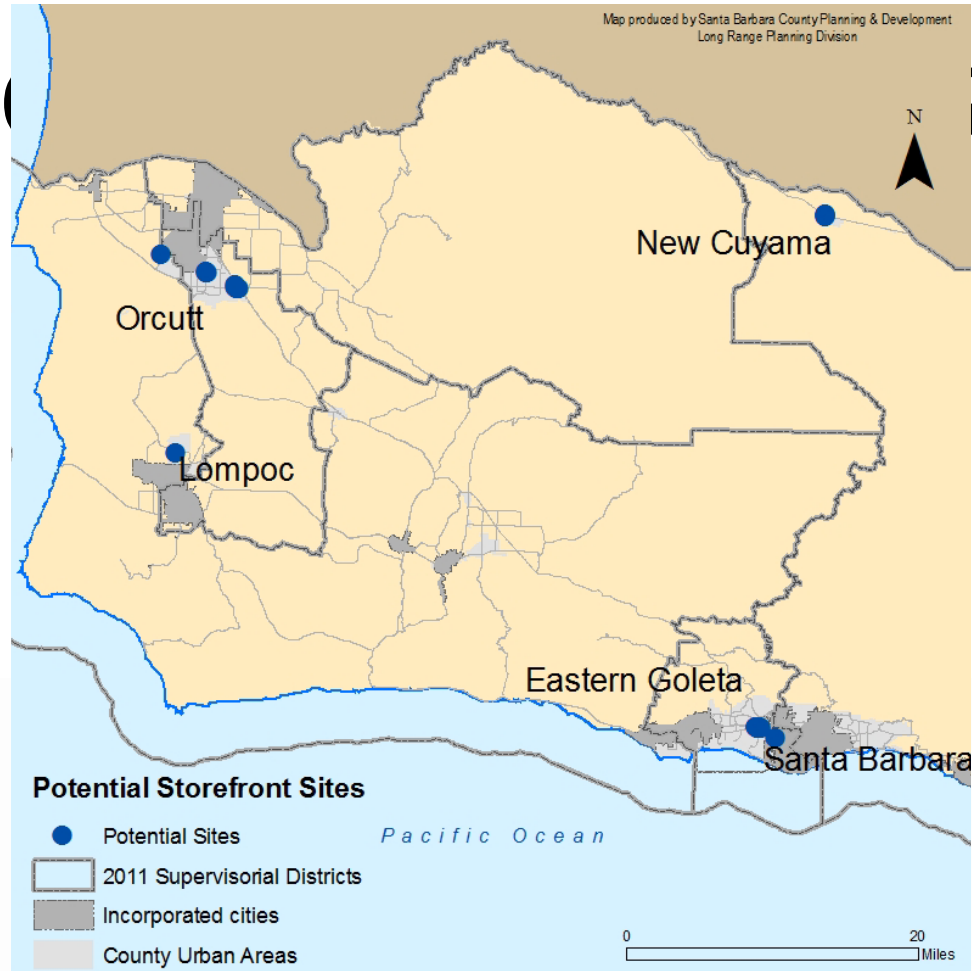 Map produced by Santa Barbara County Planning & Development
Long Range Planning Division
N
New Cuyama
Orcutt
Lompoc
Eastern Goleta
Santa Barbara
Potential Storefront Sites
Potential Sites
Pacific Ocean
2011 Supervisorial Districts
Incorporated cities
County Urban Areas
0 20
Miles